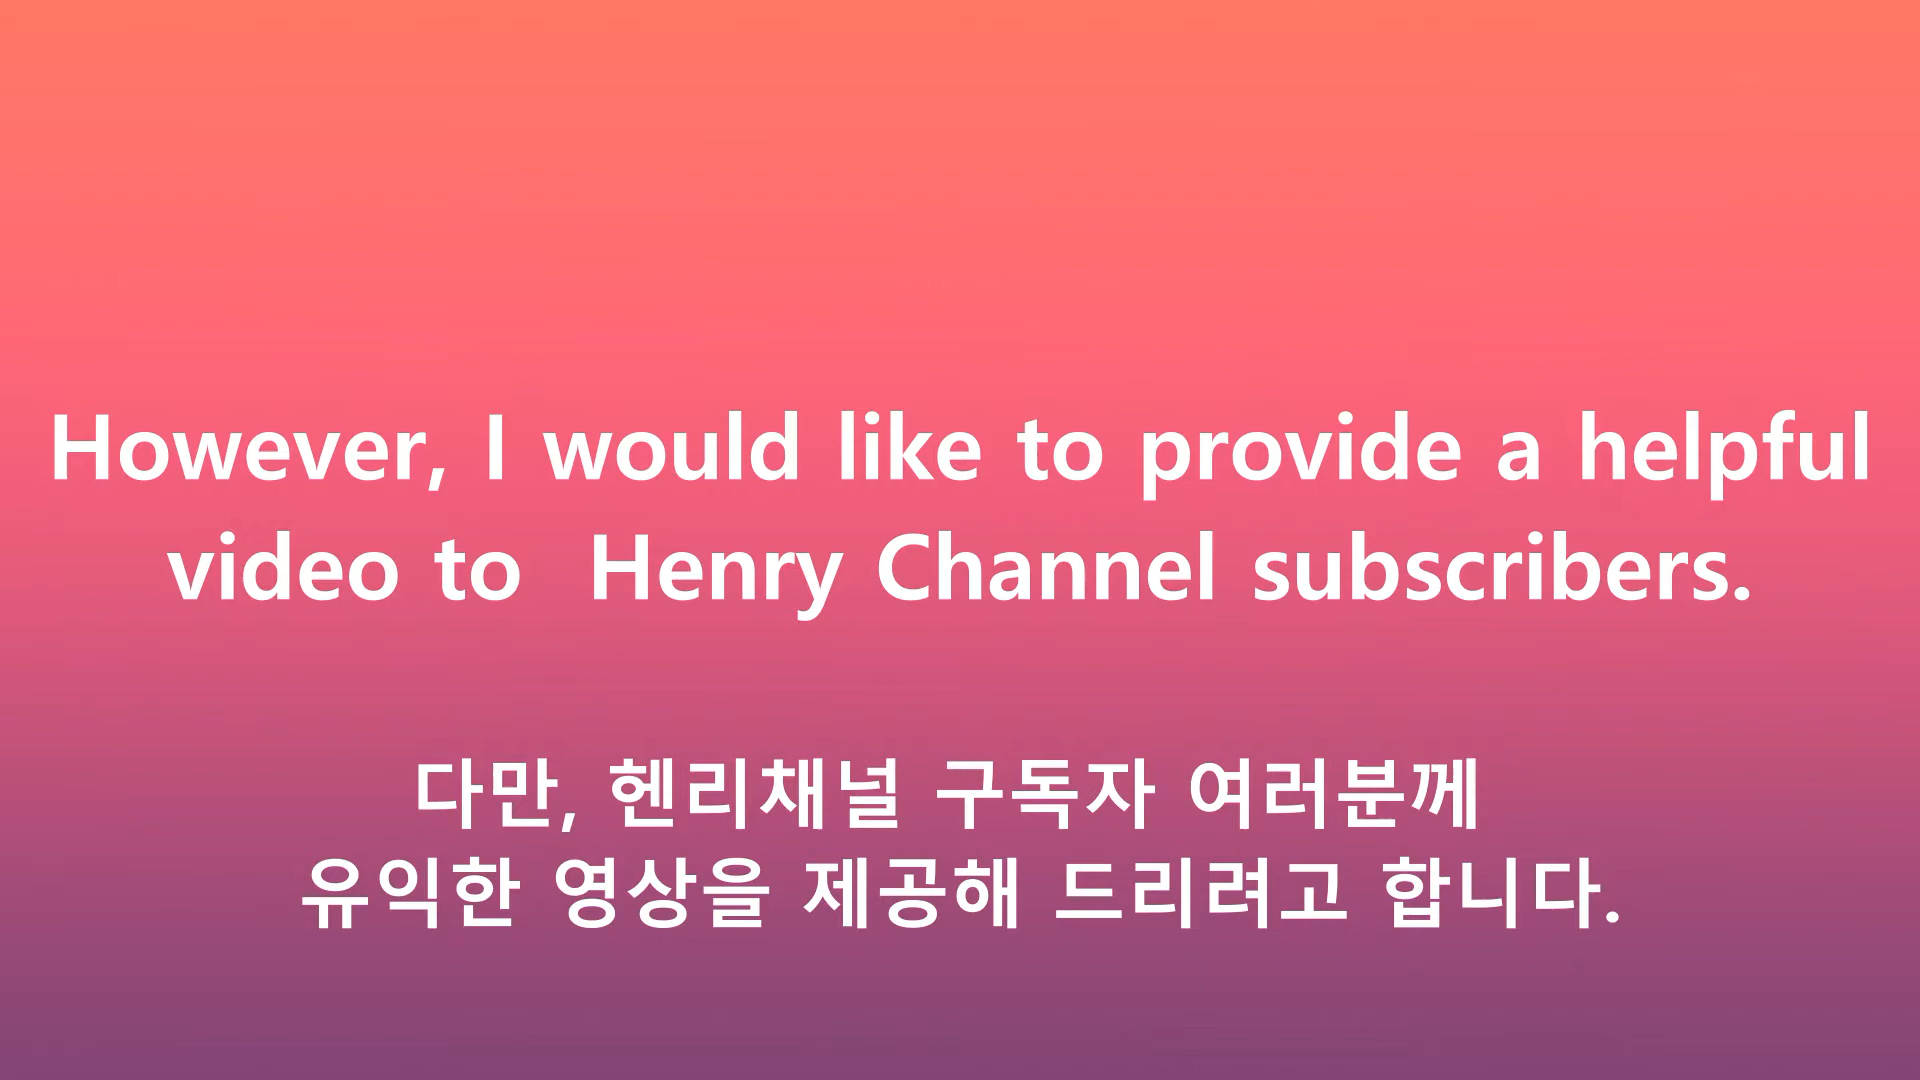 However, I would like to provide a helpful
video to  Henry Channel subscribers.
다만, 헨리채널 구독자 여러분께
유익한 영상을 제공해 드리려고 합니다.